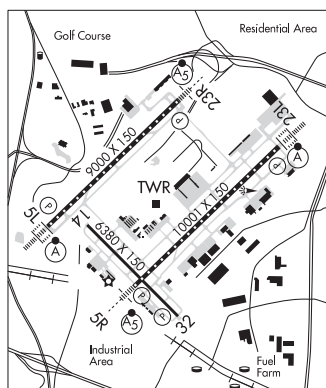 Golf Course
Residential Area
A5
23R
23L
9000 X 150
P
P
A
P
TWR
10001 X 150
5L
14
A
6380 X 150
P
P
5R
A5
32
Industrial
Area
Fuel
Farm